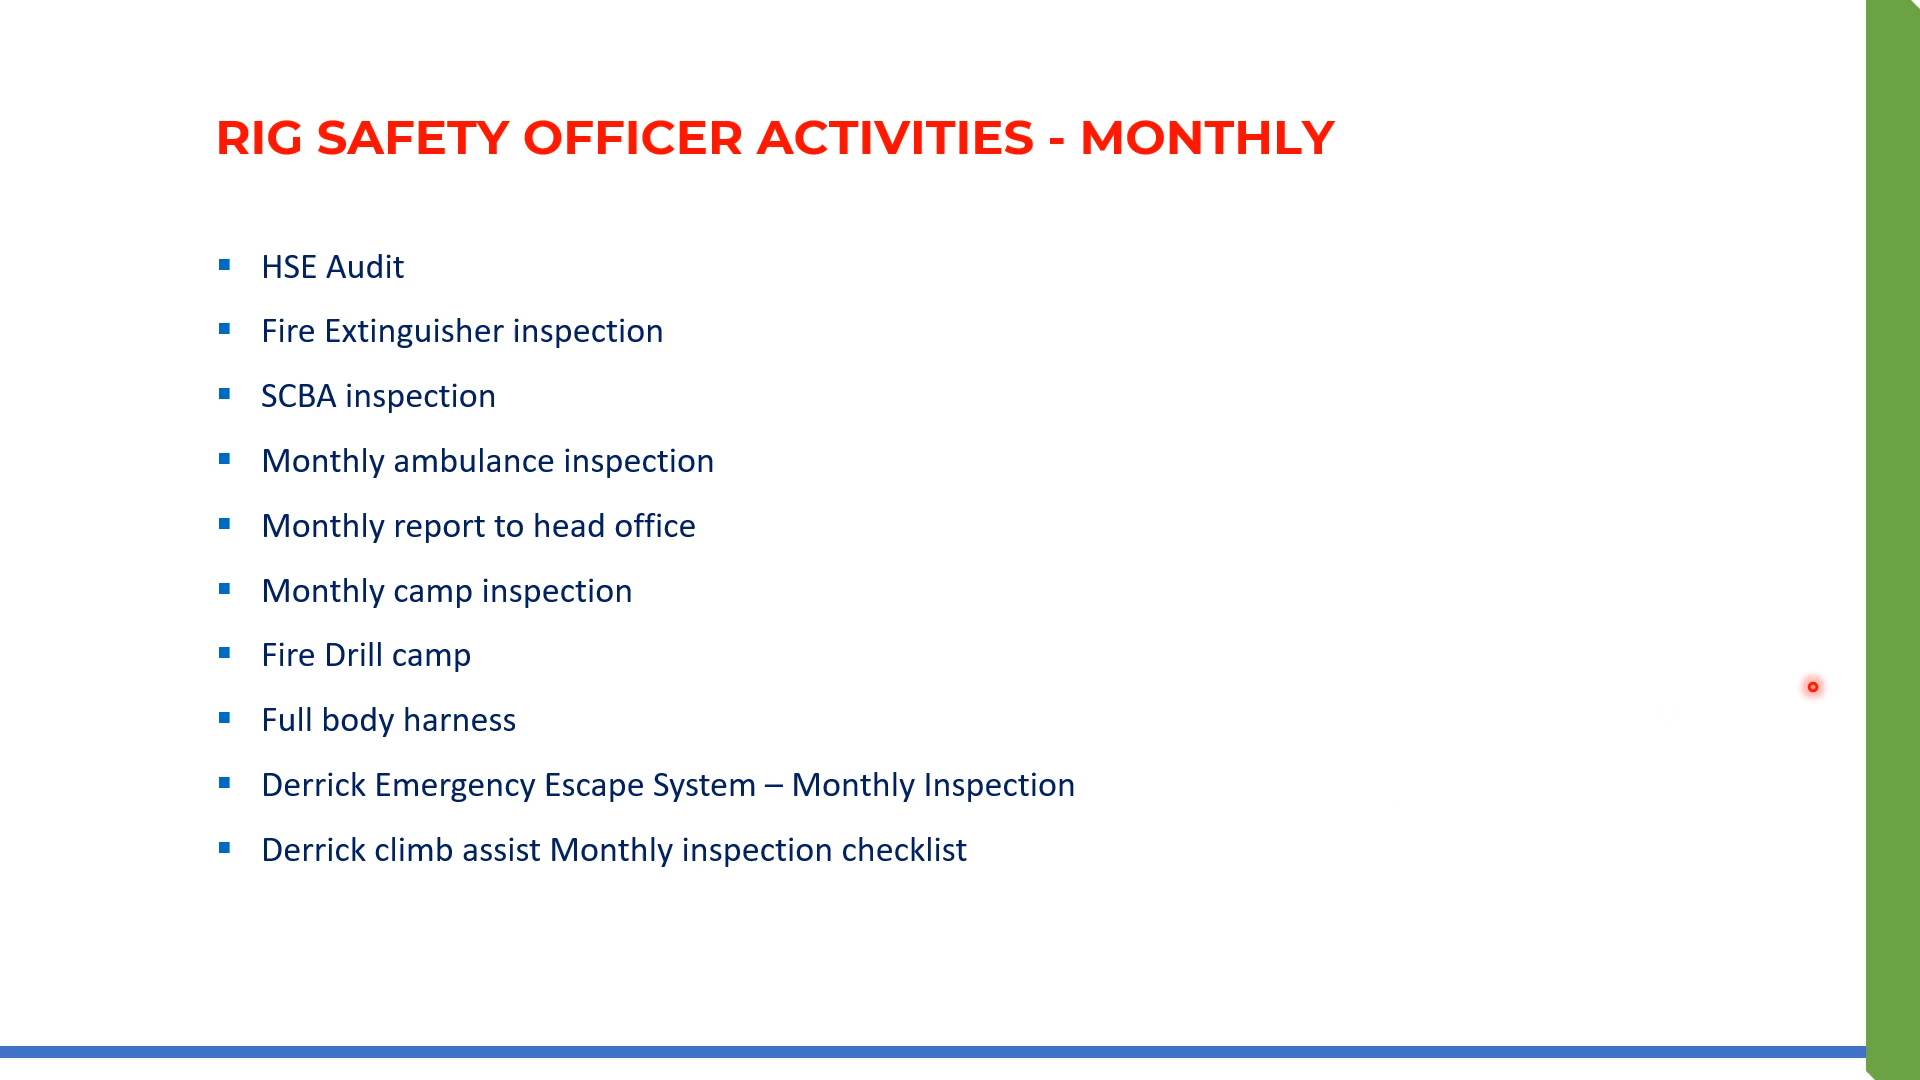 RIG SAFETY OFFICER ACTIVITIES - MONTHLY
▪ HSE Audit
▪ Fire Extinguisher inspection
▪ SCBA inspection
▪ Monthly ambulance inspection
▪ Monthly report to head office
▪ Monthly camp inspection
▪ Fire Drill camp
▪ Full body harness
▪ Derrick Emergency Escape System – Monthly Inspection
▪ Derrick climb assist Monthly inspection checklist